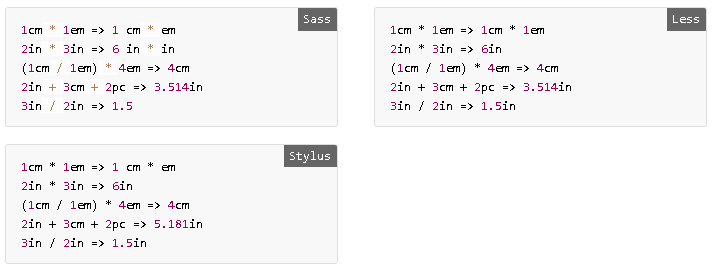 Sass
1cm * 1em => 1 cm * em
2in * 3in => 6 in * in
(1cm / 1em) * 4em => 4cm
2in + 3cm + 2pc => 3.514in
3in / 2in => 1.5
Less
1cm * 1em => 1cm * 1em
2in * 3in => 6in
(1cm / 1em) * 4em => 4cm
2in + 3cm + 2pc => 3.514in
3in / 2in => 1.5in
Stylus
1cm * 1em => 1 cm * em
2in * 3in => 6in
(1cm / 1em) * 4em => 4cm
2in + 3cm + 2pc => 5.181in
3in / 2in => 1.5in